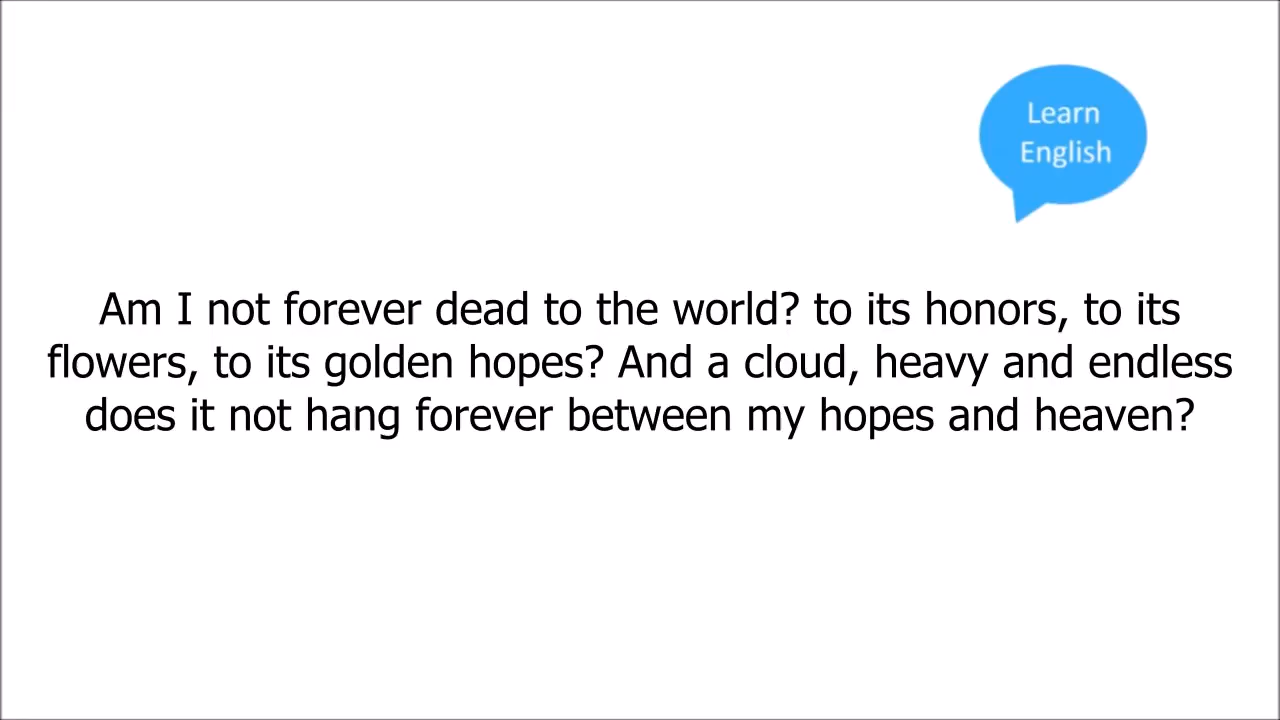 Learn
English
Am I not forever dead to the world? to its honors, to its
flowers, to its golden hopes? And a cloud, heavy and endless
does it not hang forever between my hopes and heaven?